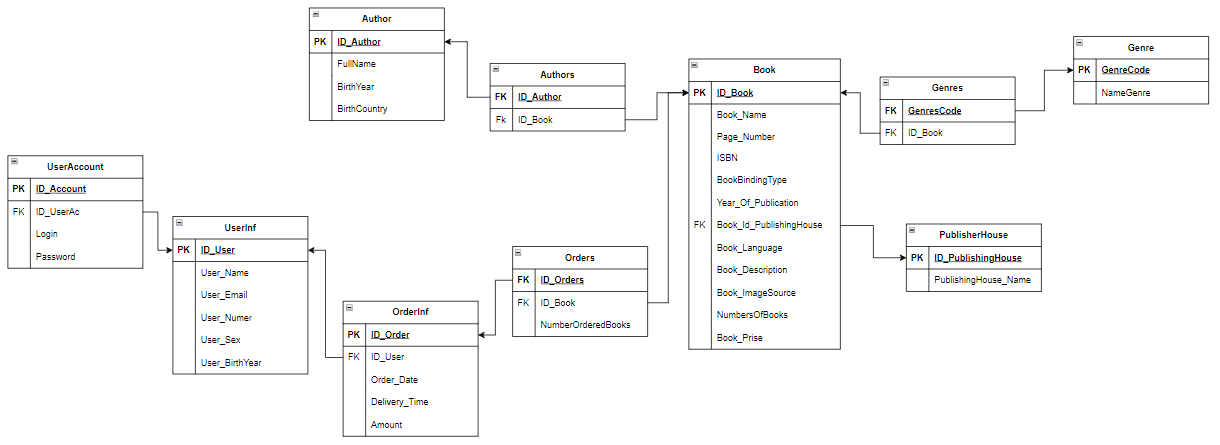 Author
PK ID_Author
FullName
BirthYear
BirthCountry
Authors
FK ID_Author
Fk ID_Book
Book
PK ID_Book
Book_Name
Page_Number
ISBN
BookBindingType
Year_Of_Publication
FK Book_Id_PublishingHouse
Book_Language
Book_Description
Book_ImageSource
NumbersOfBooks
Book_Prise
Genres
FK GenresCode
FK ID_Book
Genre
PK GenreCode
NameGenre
UserAccount
PK ID_Account
FK ID_UserAc
Login
Password
UserInf
PK ID_User
User_Name
User_Email
User_Numer
User_Sex
User_BirthYear
OrderInf
PK ID_Order
FK ID_User
Order_Date
Delivery_Time
Amount
Orders
FK ID_Orders
FK ID_Book
NumberOrderedBooks
PublisherHouse
PK ID_PublishingHouse
PublishingHouse_Name